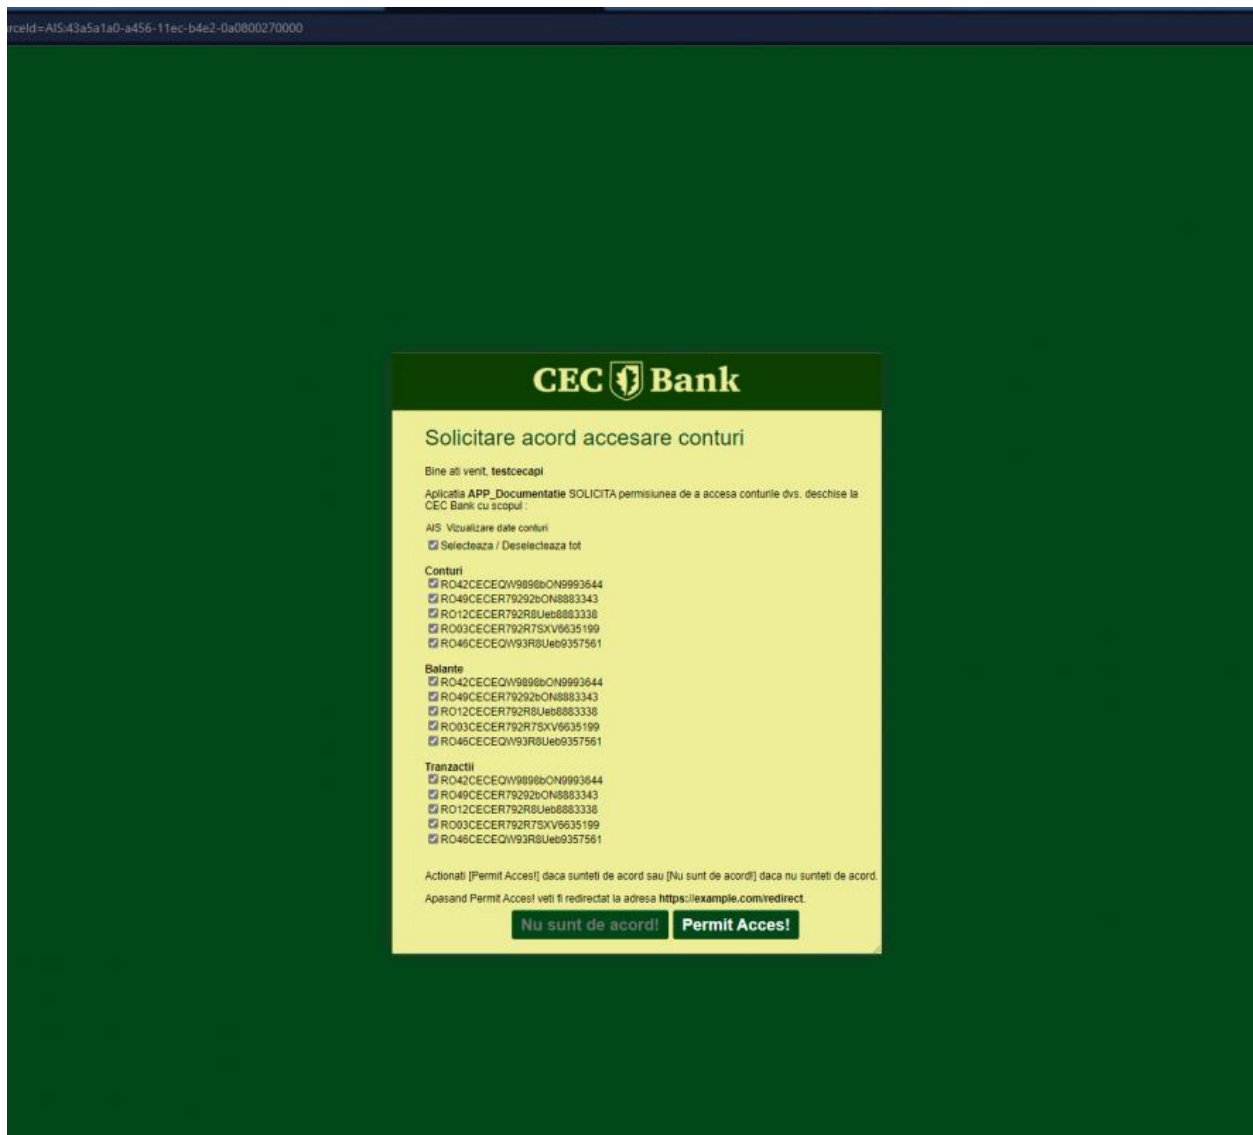 rceId=AIS:43a5a1a0-a456-11ec-b4e2-0a0800270000
CEC Bank
Solicitare acord accesare conturi
Bine ati venit, testcecapi
Aplicatia APP_Documentatie SOLICITA permisiunea de a accesa conturile dvs. deschise la
CEC Bank cu scopul :
AIS Vizualizare date conturi
Selecteaza / Deselecteaza tot
Conturi
RO42CECEQW9898bON9993644
RO49CECER79292bON8883343
RO12CECER792R8Ueb8883338
RO03CECER792R7SXV6635199
RO46CECEQW93R8Ueb9357561
Balante
RO42CECEQW9898bON9993644
RO49CECER79292bON8883343
RO12CECER792R8Ueb8883338
RO03CECER792R7SXV6635199
RO46CECEQW93R8Ueb9357561
Tranzactii
RO42CECEQW9898bON9993644
RO49CECER79292bON8883343
RO12CECER792R8Ueb8883338
RO03CECER792R7SXV6635199
RO46CECEQW93R8Ueb9357561
Actionati [Permit Acces!] daca sunteti de acord sau [Nu sunt de acord!] daca nu sunteti de acord.
Apasand Permit Acces! veti fi redirectat la adresa https://example.com/redirect.
Nu sunt de acord! Permit Acces!